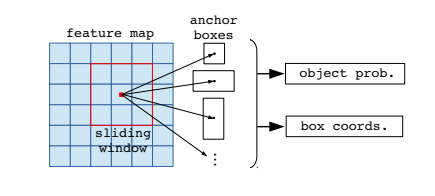 feature map
anchor
boxes
sliding
window
⋮
object prob.
box coords.